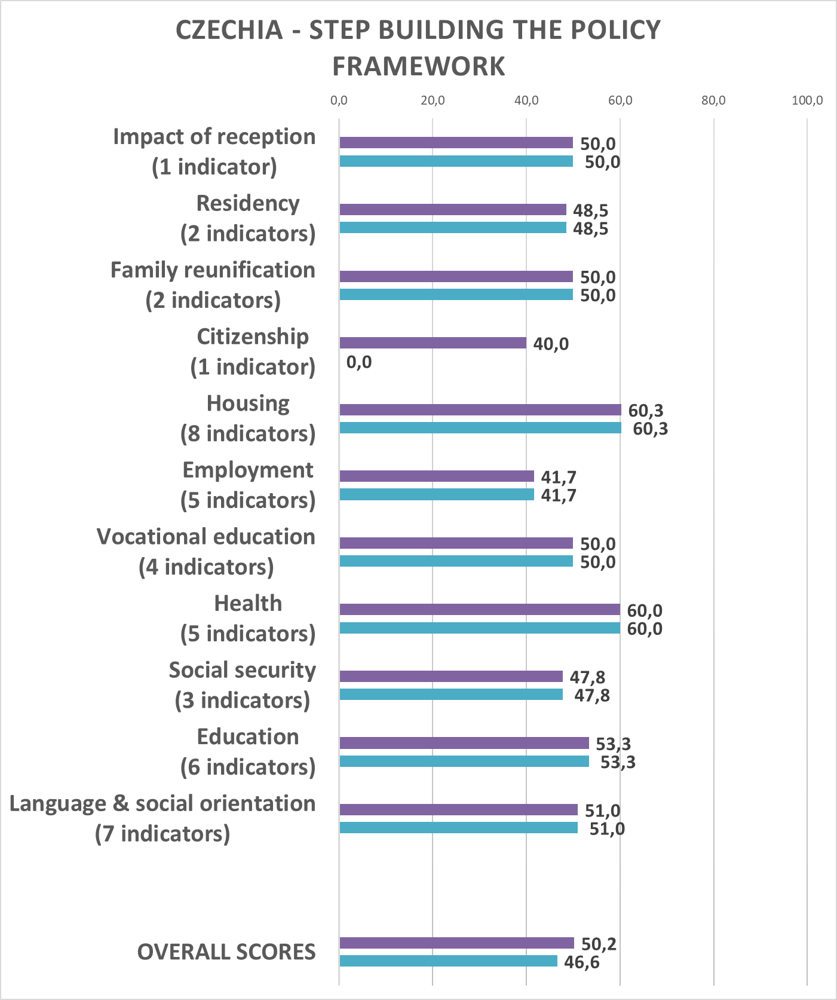 CZECHIA - STEP BUILDING THE POLICY
FRAMEWORK
0,0 20,0 40,0 60,0 80,0 100,0
Impact of reception
(1 indicator)
50,0
50,0
Residency
(2 indicators)
48,5
48,5
Family reunification
(2 indicators)
50,0
50,0
Citizenship
(1 indicator)
40,0
0,0
Housing
(8 indicators)
60,3
60,3
Employment
(5 indicators)
41,7
41,7
Vocational education
(4 indicators)
50,0
50,0
Health
(5 indicators)
60,0
60,0
Social security
(3 indicators)
47,8
47,8
Education
(6 indicators)
53,3
53,3
Language & social orientation
(7 indicators)
51,0
51,0
OVERALL SCORES
50,2
46,6